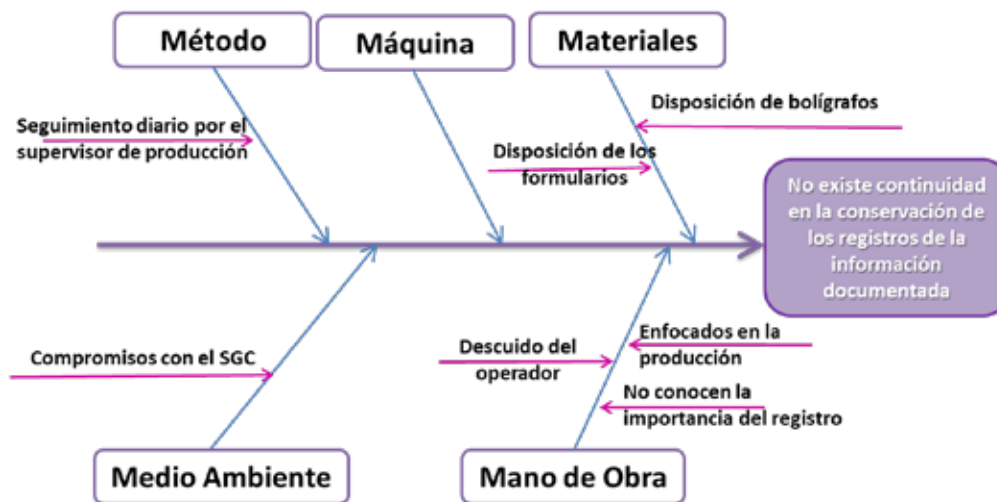 Método
Máquina
Materiales
Disposición de bolígrafos
Seguimiento diario por el
supervisor de producción
Disposición de los
formularios
No existe continuidad
en la conservación de
los registros de la
información
documentada
Compromisos con el SGC
Descuido del
operador
Enfocados en la
producción
No conocen la
importancia del registro
Medio Ambiente
Mano de Obra